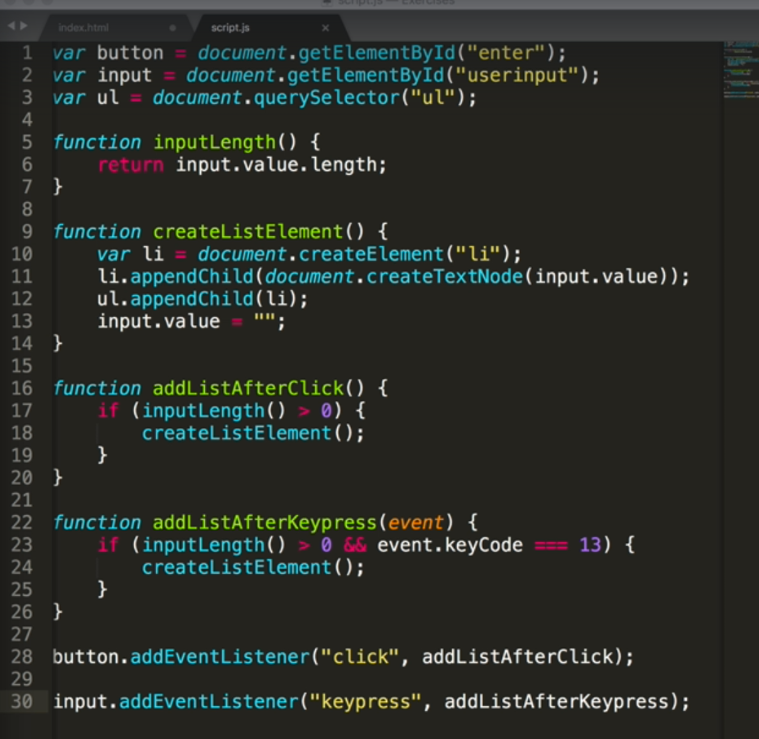 script.js — Exercises
index.html
script.js
1 var button = document.getElementById("enter");
2 var input = document.getElementById("userinput");
3 var ul = document.querySelector("ul");
4
5 function inputLength() {
6     return input.value.length;
7 }
8
9 function createListElement() {
10     var li = document.createElement("li");
11     li.appendChild(document.createTextNode(input.value));
12     ul.appendChild(li);
13     input.value = "";
14 }
15
16 function addListAfterClick() {
17     if (inputLength() > 0) {
18         createListElement();
19     }
20 }
21
22 function addListAfterKeypress(event) {
23     if (inputLength() > 0 && event.keyCode === 13) {
24         createListElement();
25     }
26 }
27
28 button.addEventListener("click", addListAfterClick);
29
30 input.addEventListener("keypress", addListAfterKeypress);